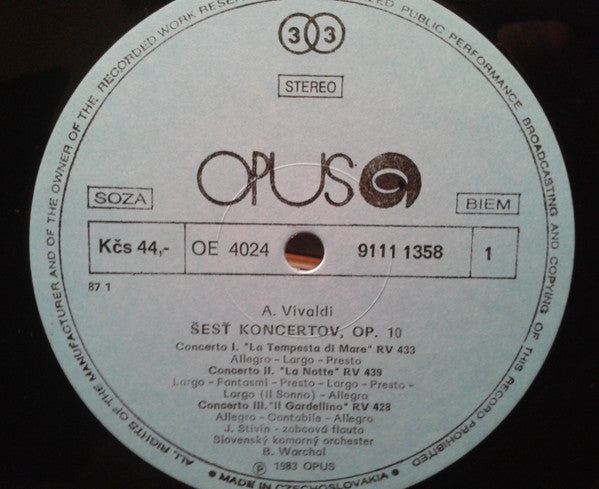 ALL RIGHTS OF THE MANUFACTURER AND OF THE OWNER OF THE RECORDED WORK RESERVED PUBLIC PERFORMANCE BROADCASTING AND COPYING OF THIS RECORD PROHIBITED
33
STEREO
OPUS
SOZA
BIEM
Kčs 44,- OE 4024 9111 1358 1
87 1
A. Vivaldi
ŠESŤ KONCERTOV, OP. 10
Concerto I. "La Tempesta di Mare" RV 433
Allegro - Largo - Presto
Concerto II. "La Notte" RV 439
Largo - Fantasmi - Presto - Largo - Presto -
Largo (Il Sonno) - Allegro
Concerto III. "Il Gardellino" RV 428
Allegro - Cantabile - Allegro
J. Stivín - zobcová flauta
Slovenský komorný orchester
B. Warchal
Ⓟ 1983 OPUS
• MADE IN CZECHOSLOVAKIA •